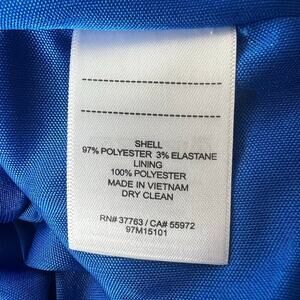 SHELL
97% POLYESTER 3% ELASTANE
LINING
100% POLYESTER
MADE IN VIETNAM
DRY CLEAN
RN# 37763 / CA# 55972
97M15101